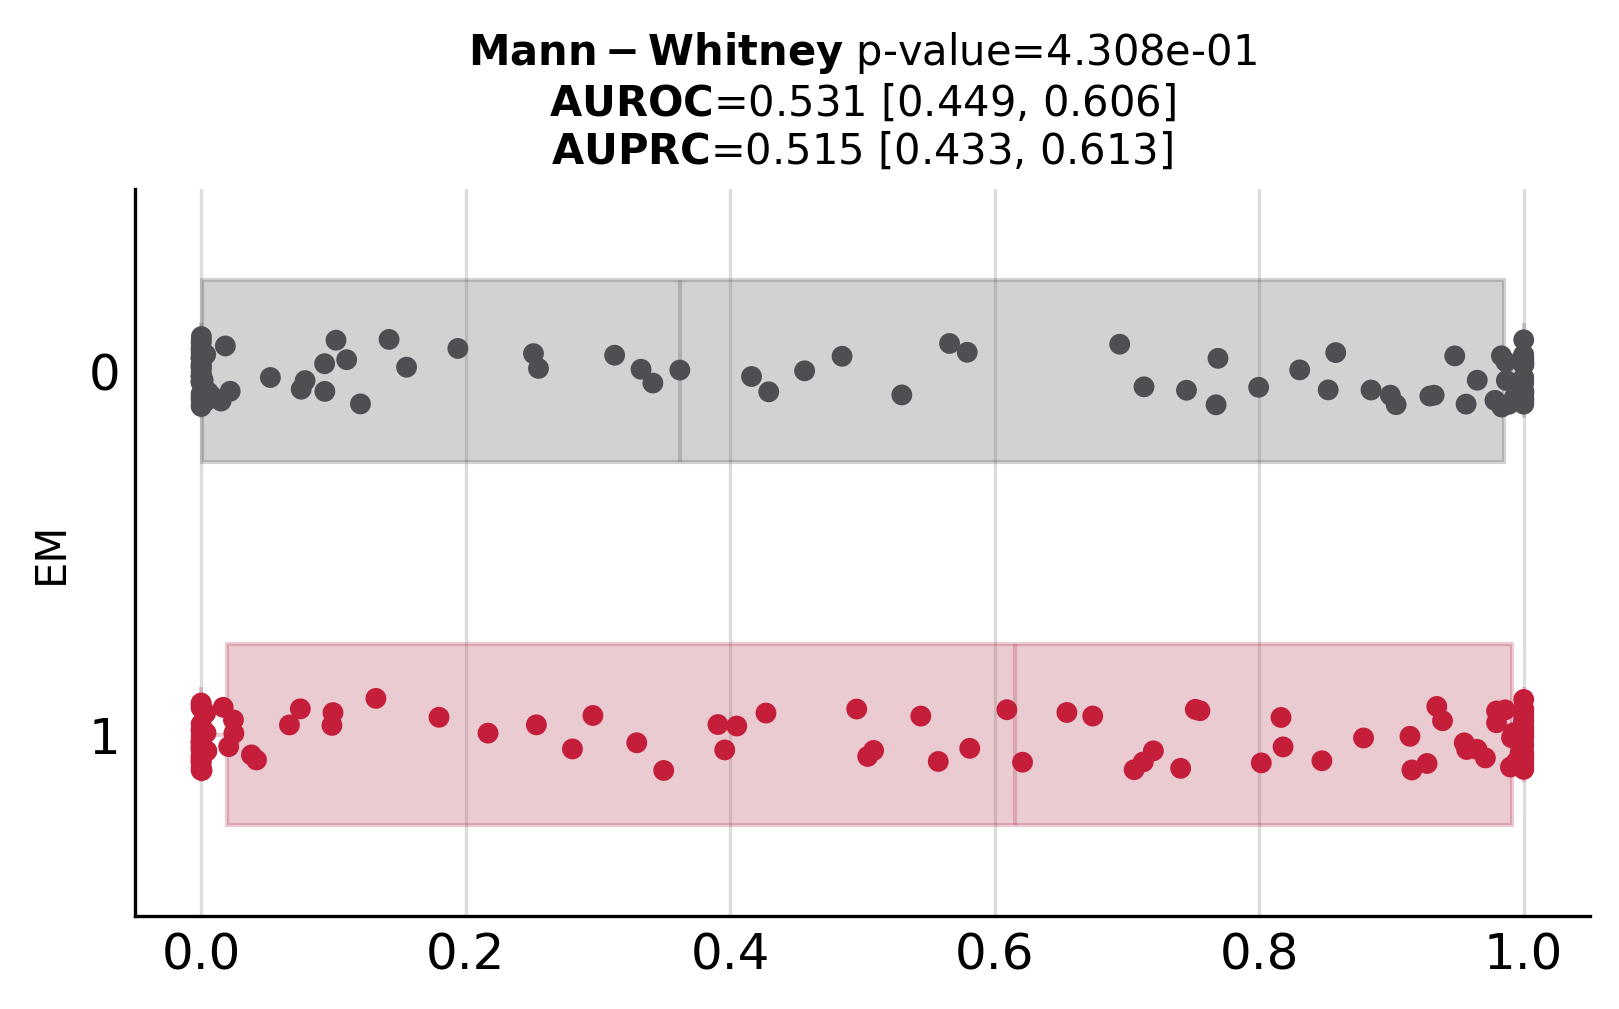 Mann − Whitney p-value=4.308e-01
AUROC=0.531 [0.449, 0.606]
AUPRC=0.515 [0.433, 0.613]
0
EM
1
0.0 0.2 0.4 0.6 0.8 1.0